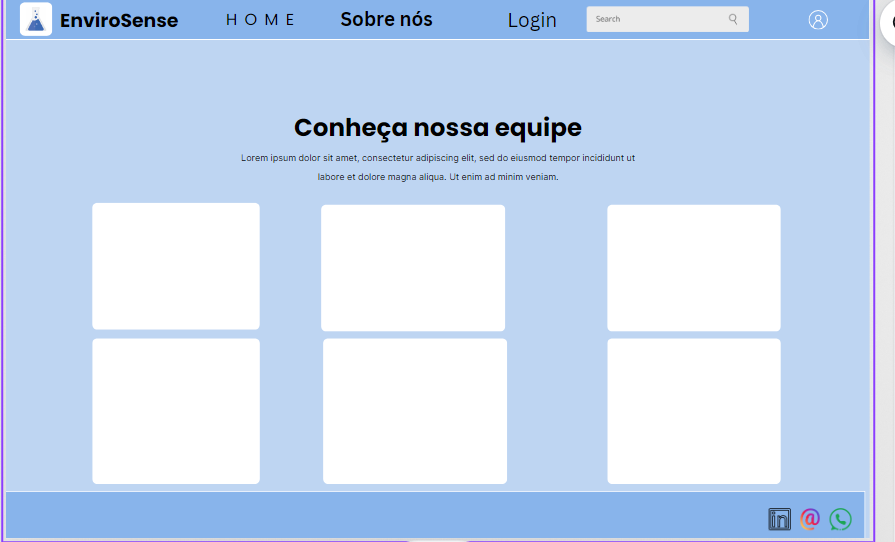 EnviroSense
HOME
Sobre nós
Login
Search
Conheça nossa equipe
Lorem ipsum dolor sit amet, consectetur adipiscing elit, sed do eiusmod tempor incididunt ut
labore et dolore magna aliqua. Ut enim ad minim veniam.
in
@